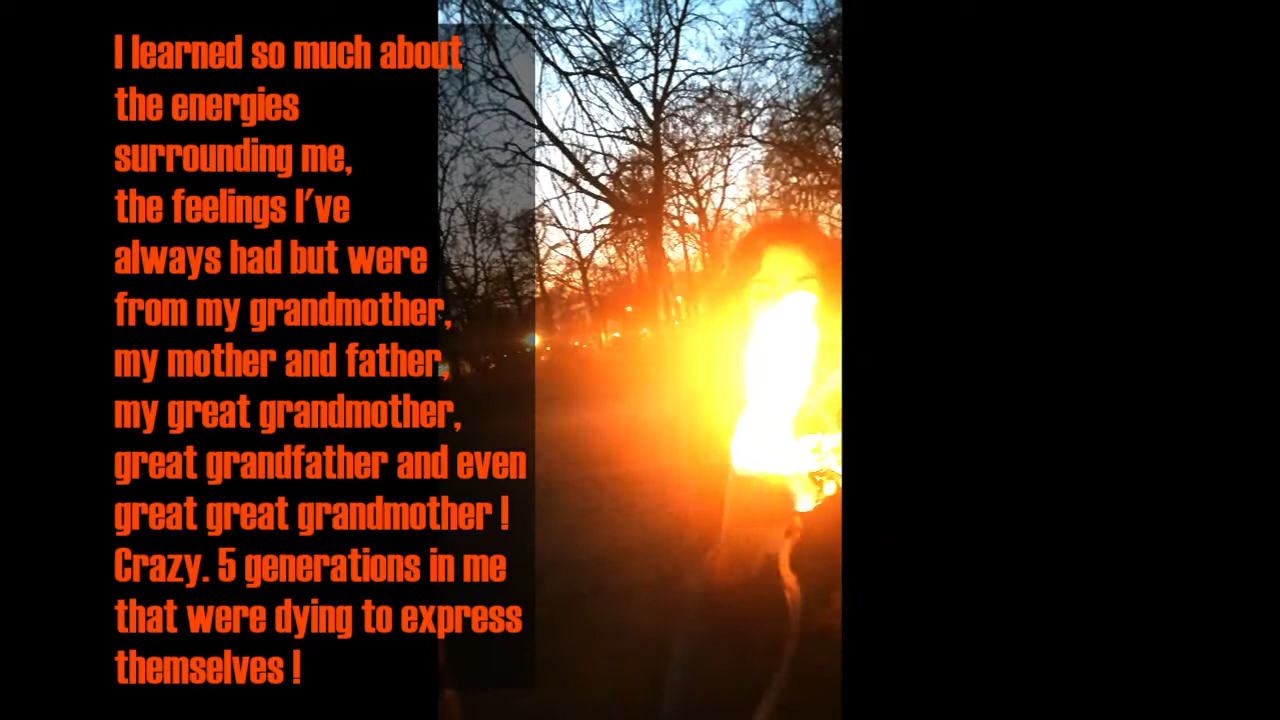 I learned so much about
the energies
surrounding me,
the feelings I've
always had but were
from my grandmother,
my mother and father,
my great grandmother,
great grandfather and even
great great grandmother !
Crazy. 5 generations in me
that were dying to express
themselves !